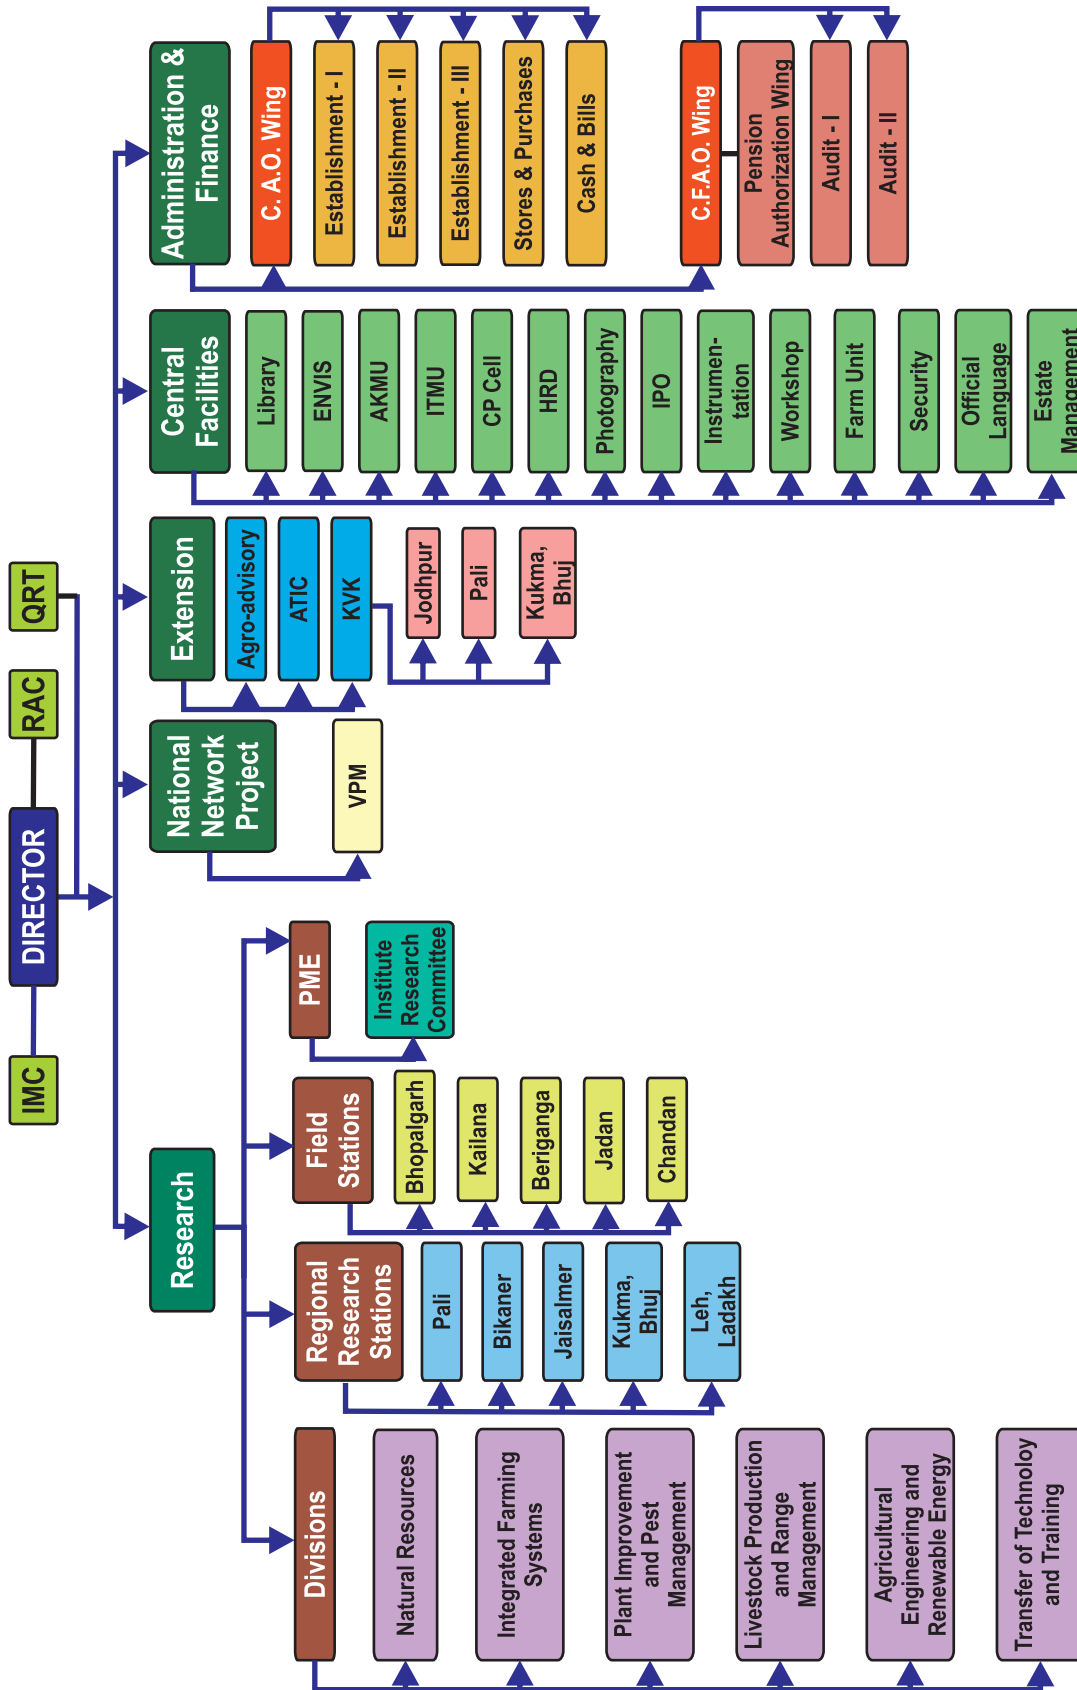 IMC
DIRECTOR
RAC
QRT
Research
National
Network
Project
Extension
Central
Facilities
Administration &
Finance
Divisions
Natural Resources
Integrated Farming
Systems
Plant Improvement
and Pest
Management
Livestock Production
and Range
Management
Agricultural
Engineering and
Renewable Energy
Transfer of Technoloy
and Training
Regional
Research
Stations
Pali
Bikaner
Jaisalmer
Kukma,
Bhuj
Leh,
Ladakh
Field
Stations
Bhopalgarh
Kailana
Beriganga
Jadan
Chandan
PME
Institute
Research
Committee
VPM
Agro-advisory
ATIC
KVK
Jodhpur
Pali
Kukma,
Bhuj
Library
ENVIS
AKMU
ITMU
CP Cell
HRD
Photography
IPO
Instrumen-
tation
Workshop
Farm Unit
Security
Official
Language
Estate
Management
C. A.O. Wing
Establishment - I
Establishment - II
Establishment - III
Stores & Purchases
Cash & Bills
C.F.A.O. Wing
Pension
Authorization Wing
Audit - I
Audit - II